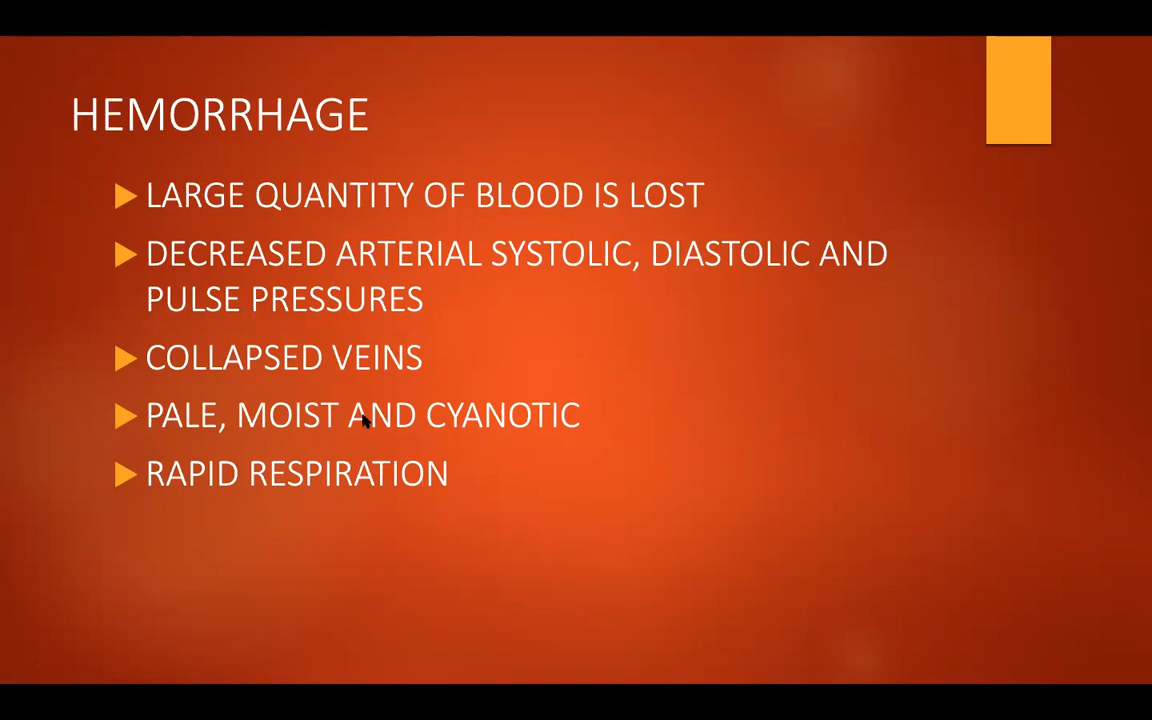 HEMORRHAGE
LARGE QUANTITY OF BLOOD IS LOST
DECREASED ARTERIAL SYSTOLIC, DIASTOLIC AND
PULSE PRESSURES
COLLAPSED VEINS
PALE, MOIST AND CYANOTIC
RAPID RESPIRATION